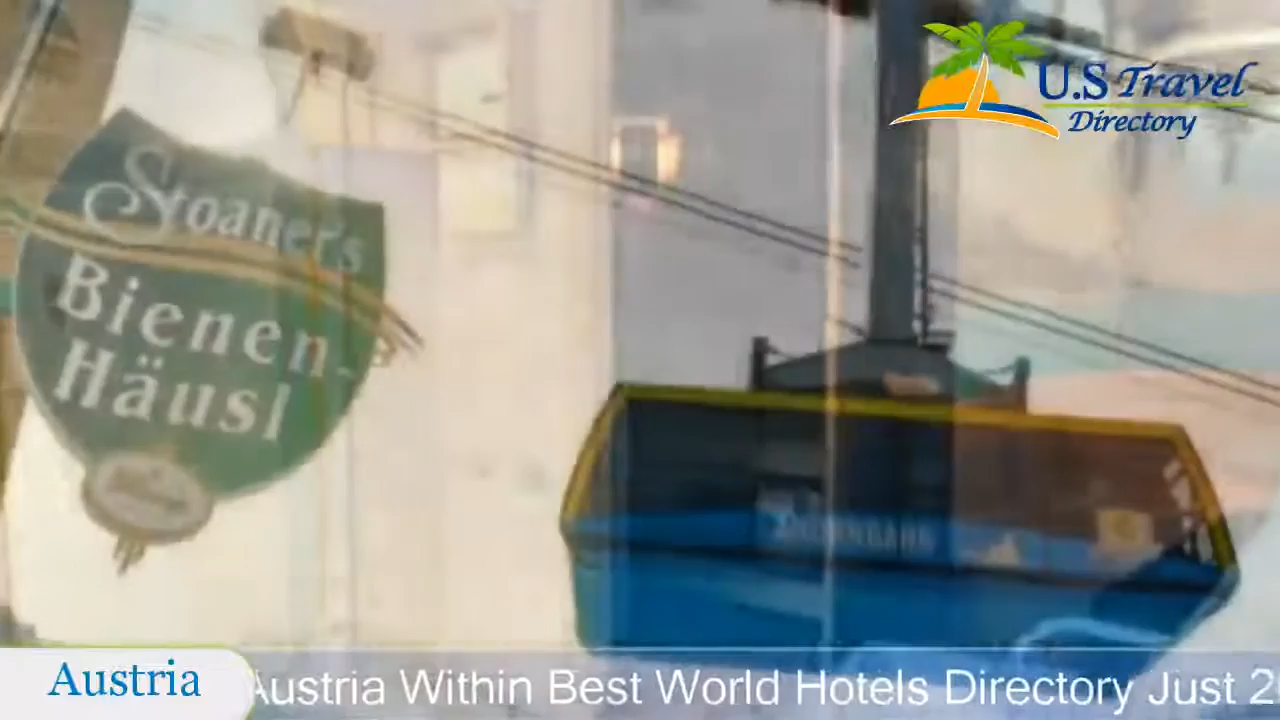 U.S Travel
Directory
Stoaner's
Bienen-
Häusl
Austria
Austria Within Best World Hotels Directory Just